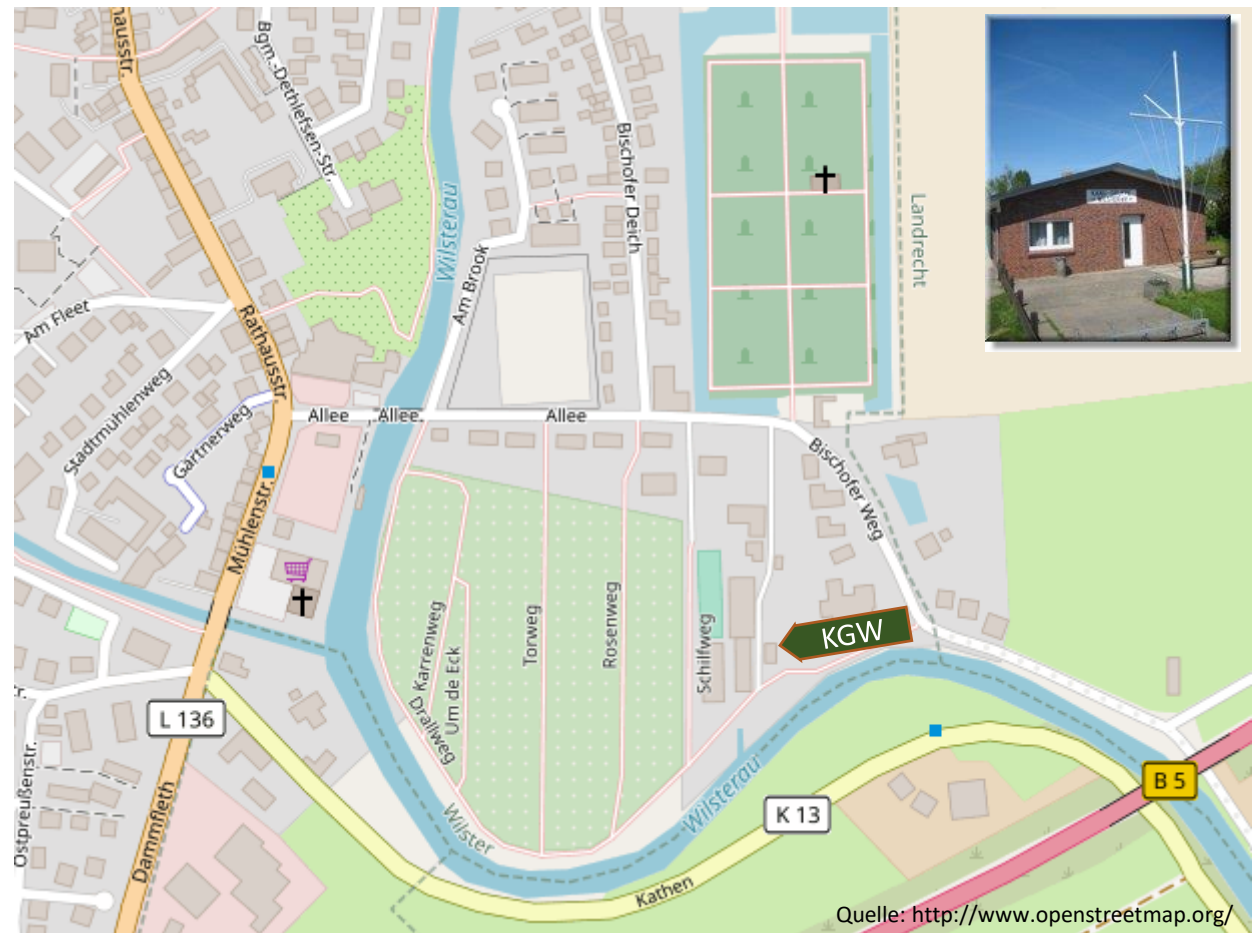 hausstr.
Bgm.-Dethlefsen-Str.
Wilsterau
Bischofer Deich
Landrecht
Am Brook
Am Fleet
Rathausstr.
Stadtmühlenweg
Gärtnerweg
Allee
Allee
Allee
Bischofer Weg
Mühlenstr.
Karrenweg
Um de Eck
Drallweg
Torweg
Rosenweg
Schilfweg
KGW
tr.
L 136
Ostpreußenstr.
Dammfleth
Wilster
Wilsterau
K 13
B 5
Kathen
Quelle: http://www.openstreetmap.org/